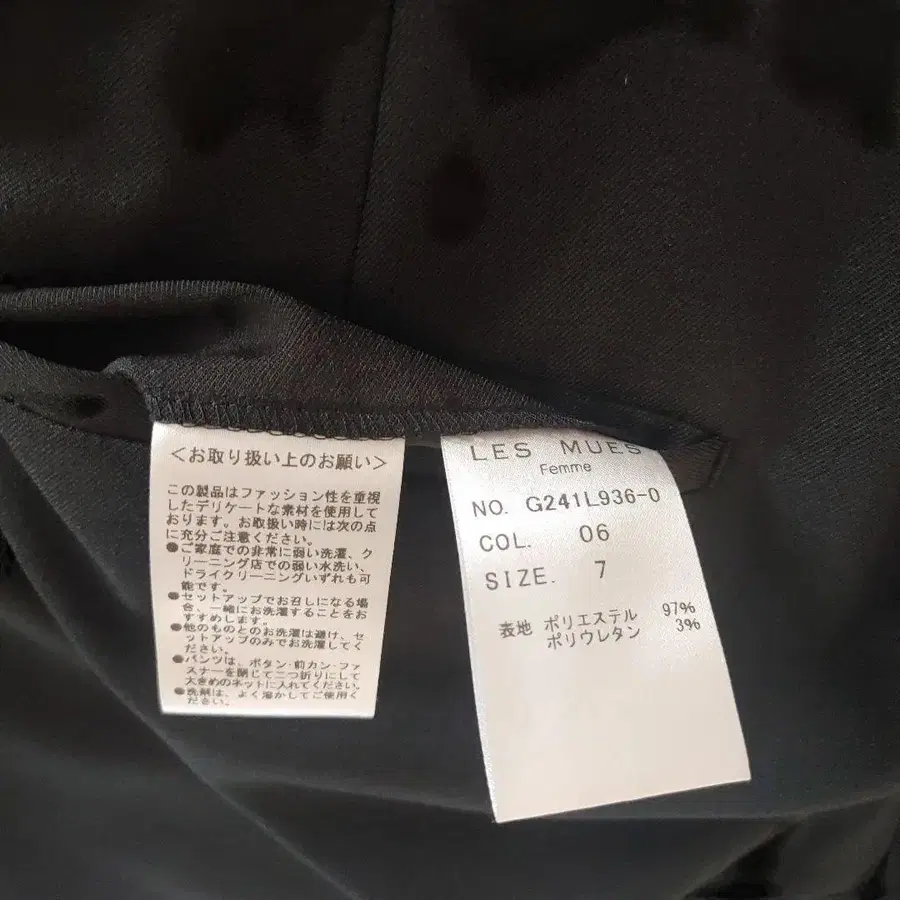 ＜お取り扱い上のお願い＞
この製品はファッション性を重視
したデリケートな素材を使用して
おります。お取扱い時には次の点
に充分ご注意ください。
●ご家庭での非常に弱い洗濯、ク
リーニング店での弱い水洗い、
ドライクリーニングいずれも可
能です。
●セットアップでお召しになる場
合、一緒にお洗濯することをお
すすめします。
●他のものとのお洗濯は避け、セ
ットアップのみでお洗濯してく
ださい。
●パンツは、ボタン・前カン・ファ
スナーを閉じて二つ折りにして
大きめのネットに入れてください。
●洗剤は、よく溶かしてご使用く
ださい。
LES MUES
Femme
NO. G241L936-0
COL. 06
SIZE. 7
表地 ポリエステル 97%
ポリウレタン 3%